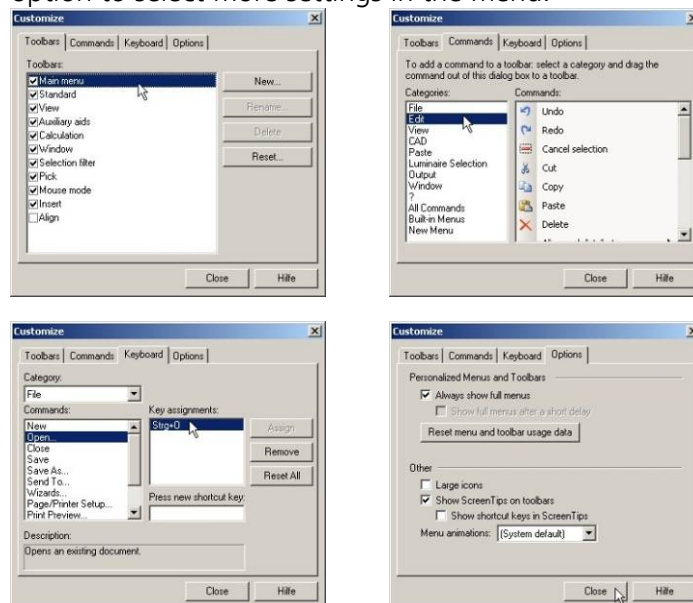 option to select more settings in the menu.
Customize
Toolbars Commands Keyboard Options
Toolbars:
Main menu
Standard
View
Auxiliary aids
Calculation
Window
Selection filter
Pick
Mouse mode
Insert
Align
New...
Rename...
Delete
Reset...
Close Hilfe
Customize
Toolbars Commands Keyboard Options
To add a command to a toolbar: select a category and drag the
command out of this dialog box to a toolbar.
Categories:
File
Edit
View
CAD
Paste
Luminaire Selection
Output
Window
?
All Commands
Built-in Menus
New Menu
Commands:
Undo
Redo
Cancel selection
Cut
Copy
Paste
Delete
Close Hilfe
Customize
Toolbars Commands Keyboard Options
Category:
File
Commands:
New
Open...
Close
Save
Save As...
Send To...
Wizards...
Page/Printer Setup...
Print Preview...
Key assignments:
Strg+O
Press new shortcut key:
Assign
Remove
Reset All
Description:
Opens an existing document.
Close Hilfe
Customize
Toolbars Commands Keyboard Options
Personalized Menus and Toolbars
Always show full menus
Show full menus after a short delay
Reset menu and toolbar usage data
Other
Large icons
Show ScreenTips on toolbars
Show shortcut keys in ScreenTips
Menu animations: (System default)
Close Hilfe